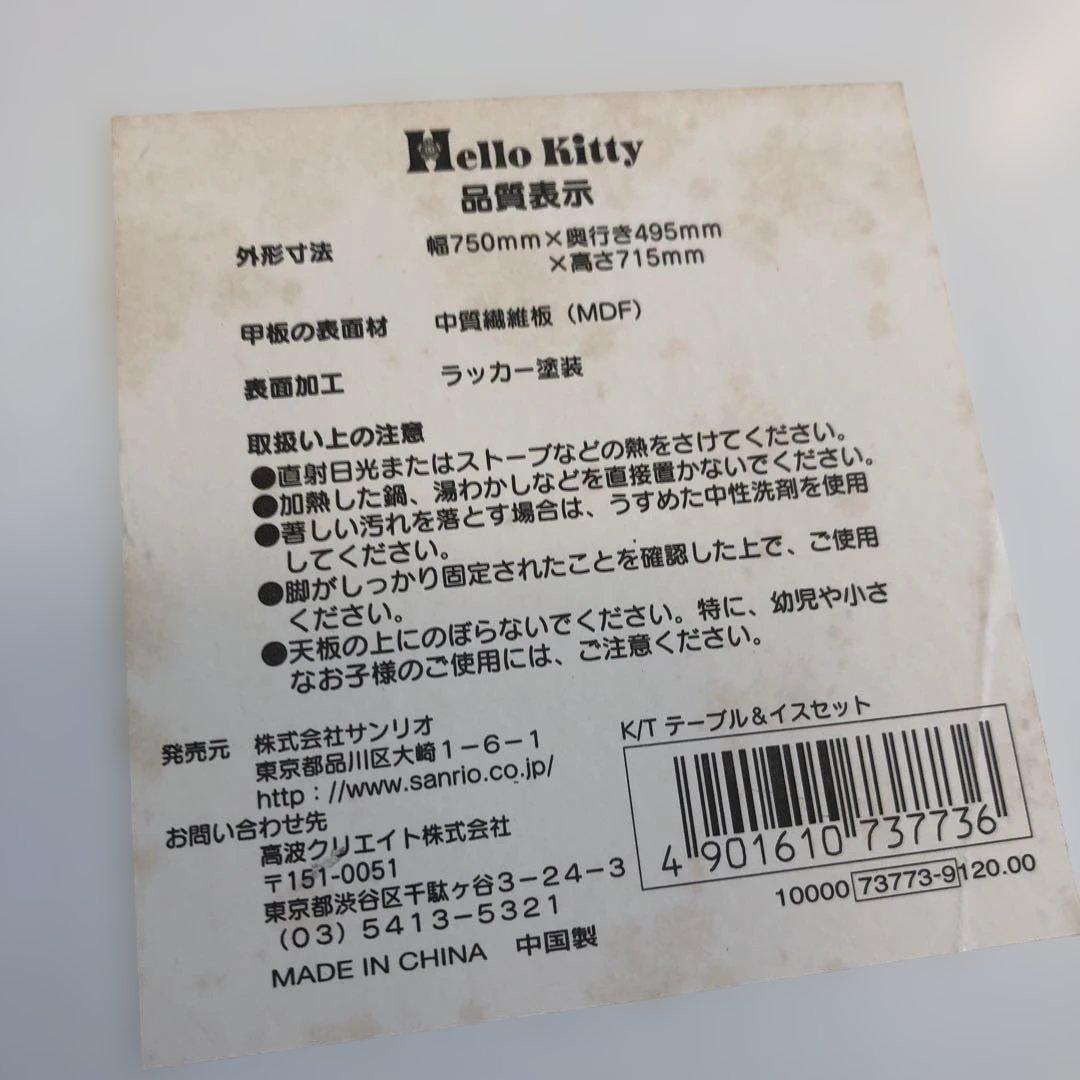 Hello Kitty
品質表示
外形寸法 幅750mm×奥行き495mm
×高さ715mm
甲板の表面材 中質繊維板（MDF）
表面加工 ラッカー塗装
取扱い上の注意
●直射日光またはストーブなどの熱をさけてください。
●加熱した鍋、湯わかしなどを直接置かないでください。
●著しい汚れを落とす場合は、うすめた中性洗剤を使用
してください。
●脚がしっかり固定されたことを確認した上で、ご使用
ください。
●天板の上にのぼらないでください。特に、幼児や小さ
なお子様のご使用には、ご注意ください。
発売元 株式会社サンリオ
東京都品川区大崎1－6－1
http：//www.sanrio.co.jp/
お問い合わせ先
高波クリエイト株式会社
〒151-0051
東京都渋谷区千駄ヶ谷3－24－3
（03）5413－5321
MADE IN CHINA 中国製
K/T テーブル＆イスセット
4 901610 737736
10000 73773-9 120.00